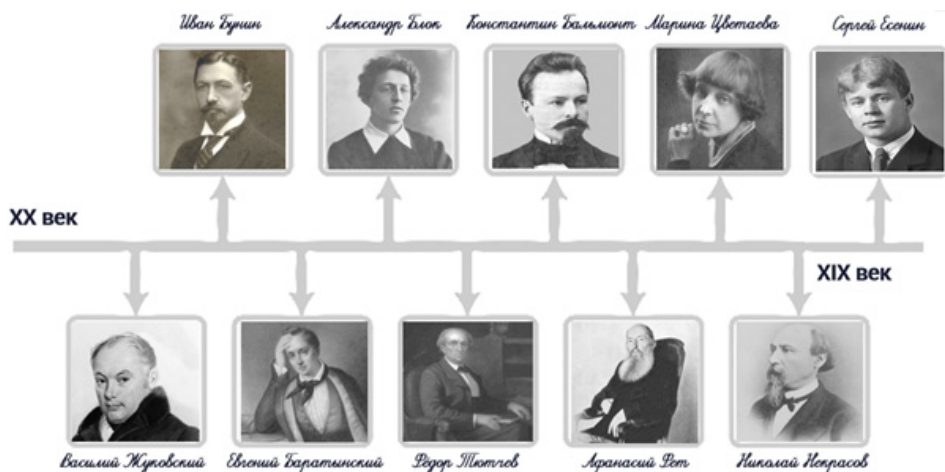 Иван Бунин
Александр Блок
Константин Бальмонт
Марина Цветаева
Сергей Есенин
XX век
XIX век
Василий Жуковский
Евгений Баратынский
Фёдор Тютчев
Афанасий Фет
Николай Некрасов